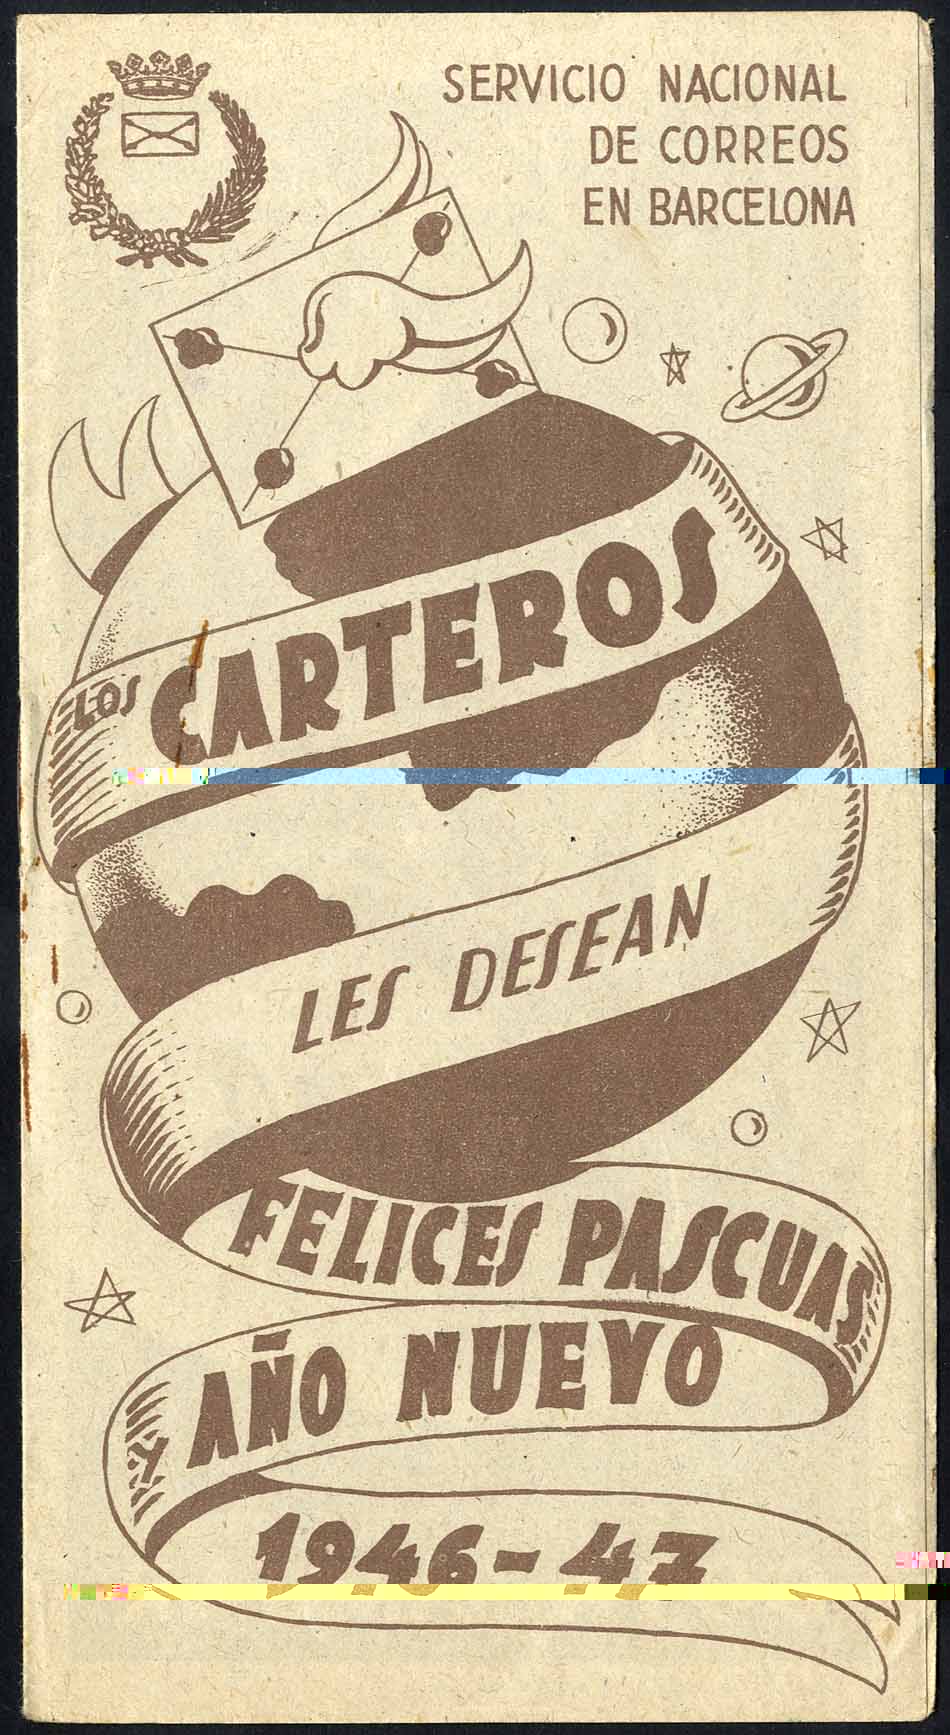 SERVICIO NACIONAL
DE CORREOS
EN BARCELONA
LOS CARTEROS
LES DESEAN
FELICES PASCUAS
Y AÑO NUEVO
1946-47